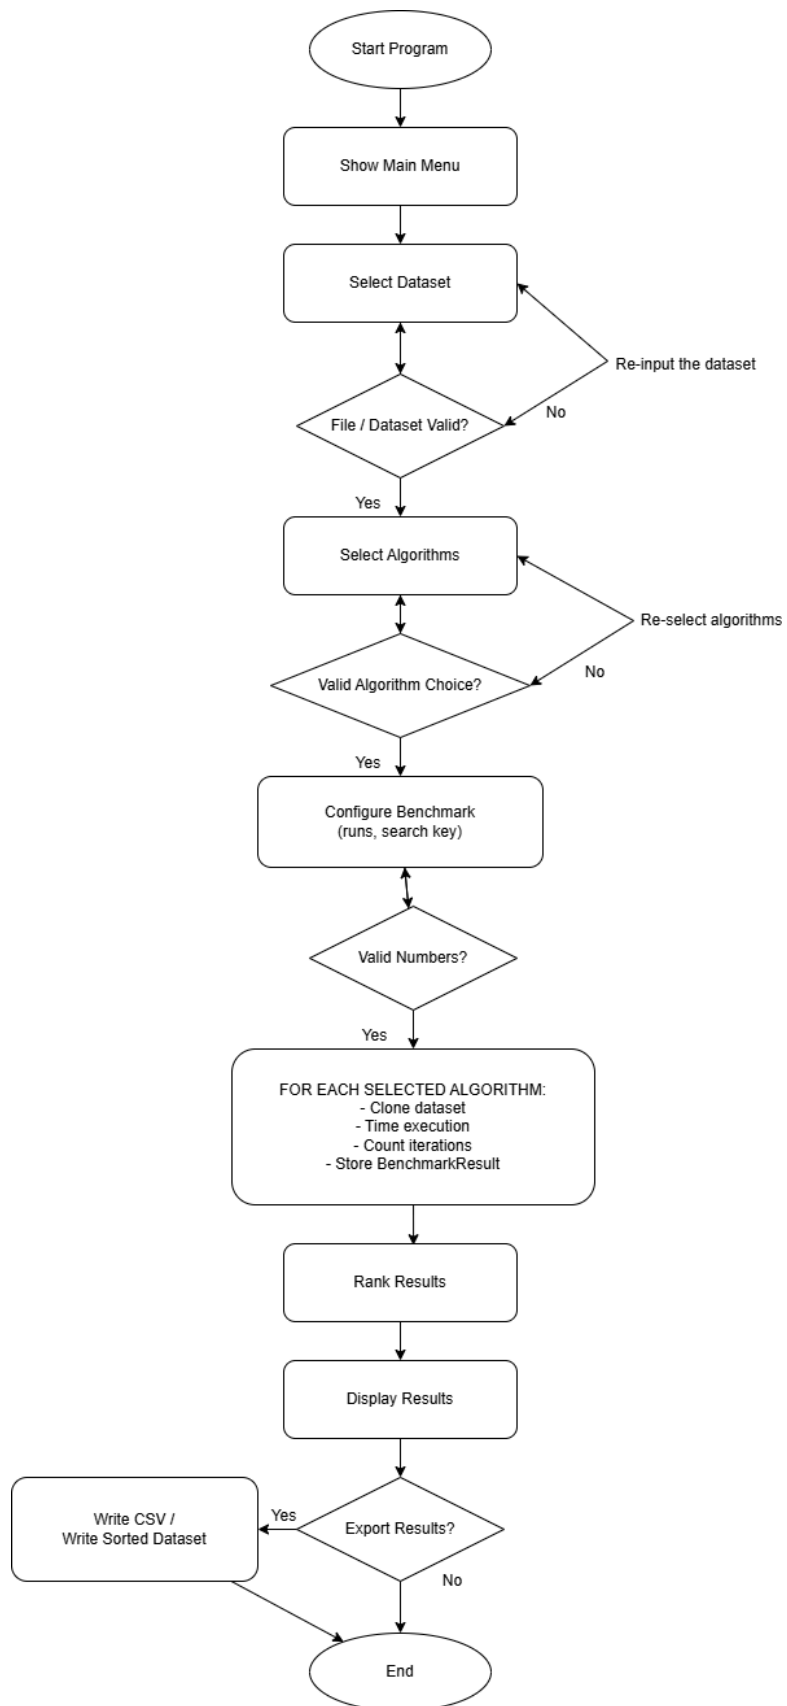 Start Program
Show Main Menu
Select Dataset
Re-input the dataset
No
File / Dataset Valid?
Yes
Select Algorithms
Re-select algorithms
No
Valid Algorithm Choice?
Yes
Configure Benchmark
(runs, search key)
Valid Numbers?
Yes
FOR EACH SELECTED ALGORITHM:
- Clone dataset
- Time execution
- Count iterations
- Store BenchmarkResult
Rank Results
Display Results
Write CSV /
Write Sorted Dataset
Yes
Export Results?
No
End